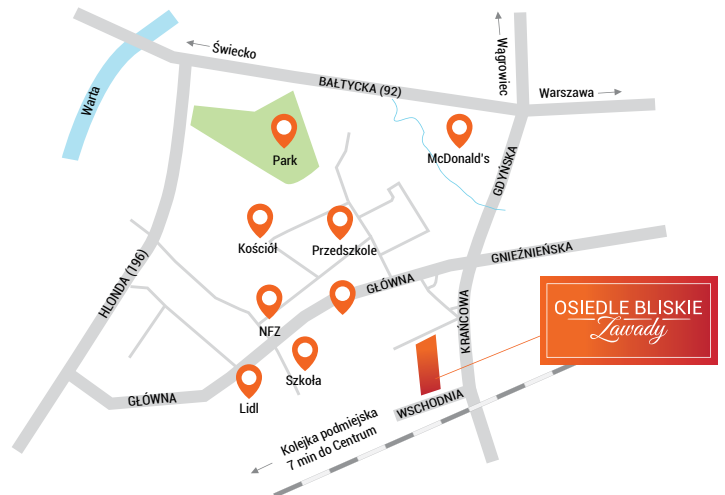 Świecko
Wągrowiec
BAŁTYCKA (92)
Warszawa
Warta
Park
McDonald's
GDYŃSKA
Kościół
Przedszkole
GNIEŹNIEŃSKA
HLONDA (196)
GŁÓWNA
KRAŃCOWA
OSIEDLE BLISKIE
Zawady
NFZ
Szkoła
GŁÓWNA
Lidl
WSCHODNIA
Kolejka podmiejska
7 min do Centrum